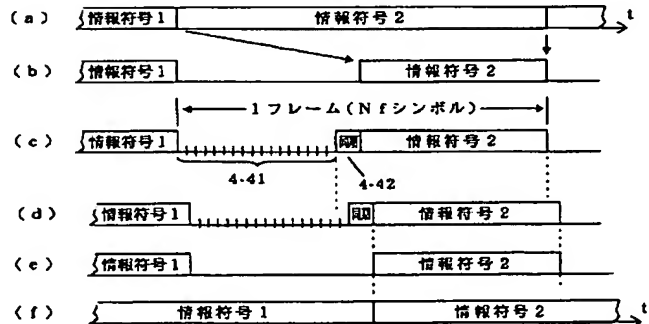 (a) 情報符号1 情報符号2 t
(b) 情報符号1 情報符号2
1フレーム(Nfシンボル)
(c) 情報符号1 同期 情報符号2
4-41 4-42
(d) 情報符号1 情報符号2
(e) 情報符号1 情報符号2
(f) 情報符号1 情報符号2 t